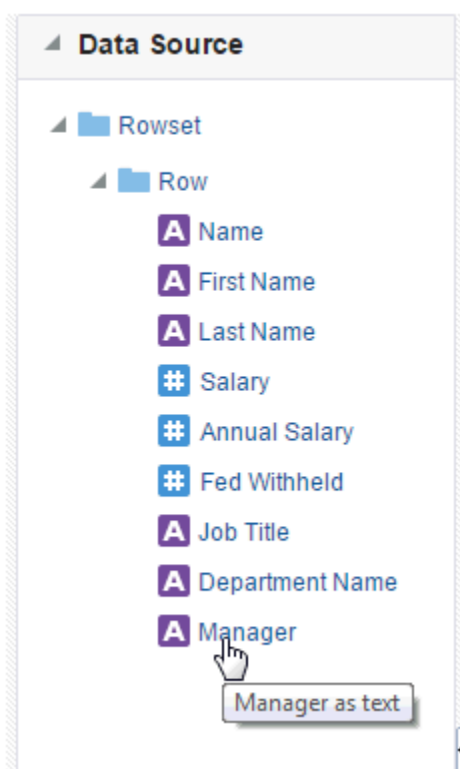 Data Source
Rowset
Row
A Name
A First Name
A Last Name
# Salary
# Annual Salary
# Fed Withheld
A Job Title
A Department Name
A Manager
Manager as text